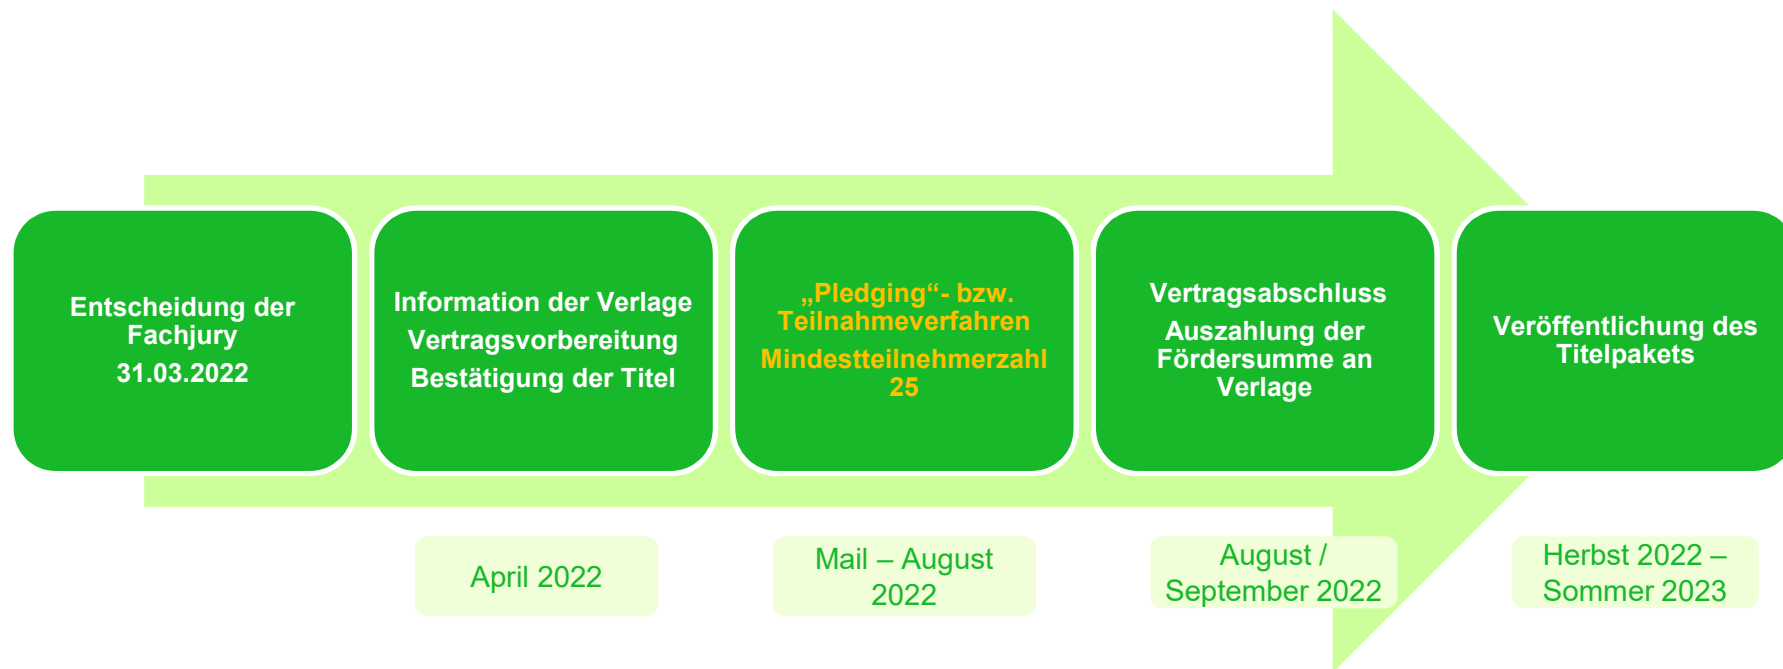 Entscheidung der
Fachjury
31.03.2022
Information der Verlage
Vertragsvorbereitung
Bestätigung der Titel
„Pledging“- bzw.
Teilnahmeverfahren
Mindestteilnehmerzahl
25
Vertragsabschluss
Auszahlung der
Fördersumme an
Verlage
Veröffentlichung des
Titelpakets
April 2022
Mail – August
2022
August /
September 2022
Herbst 2022 –
Sommer 2023